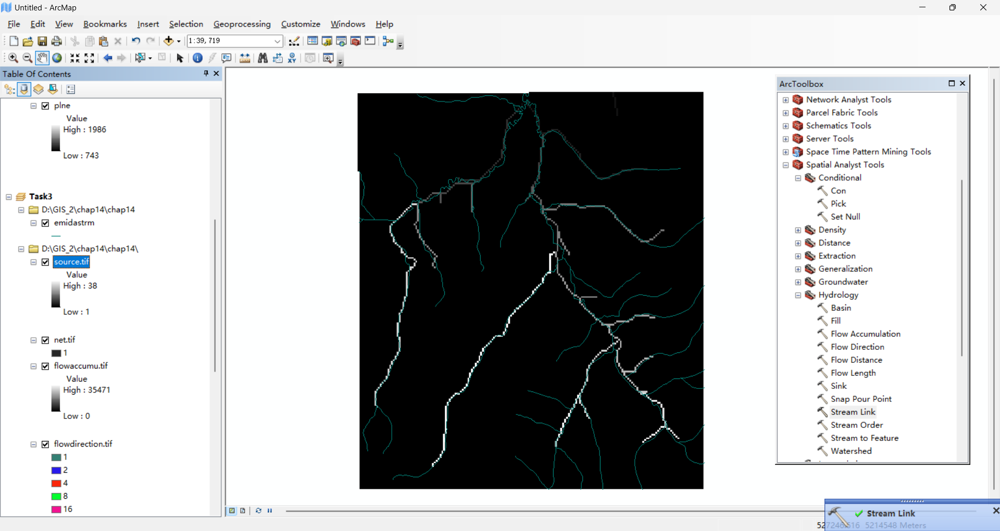 Untitled - ArcMap
File Edit View Bookmarks Insert Selection Geoprocessing Customize Windows Help
1:39,719
Table Of Contents
plne
Value
High : 1986
Low : 743
Task3
D:\GIS_2\chap14\chap14
emidastrm
D:\GIS_2\chap14\chap14\
source.tif
Value
High : 38
Low : 1
net.tif
1
flowaccumu.tif
Value
High : 35471
Low : 0
flowdirection.tif
1
2
4
8
16
ArcToolbox
Network Analyst Tools
Parcel Fabric Tools
Schematics Tools
Server Tools
Space Time Pattern Mining Tools
Spatial Analyst Tools
Conditional
Con
Pick
Set Null
Density
Distance
Extraction
Generalization
Groundwater
Hydrology
Basin
Fill
Flow Accumulation
Flow Direction
Flow Distance
Flow Length
Sink
Snap Pour Point
Stream Link
Stream Order
Stream to Feature
Watershed
Stream Link
5214548 Meters